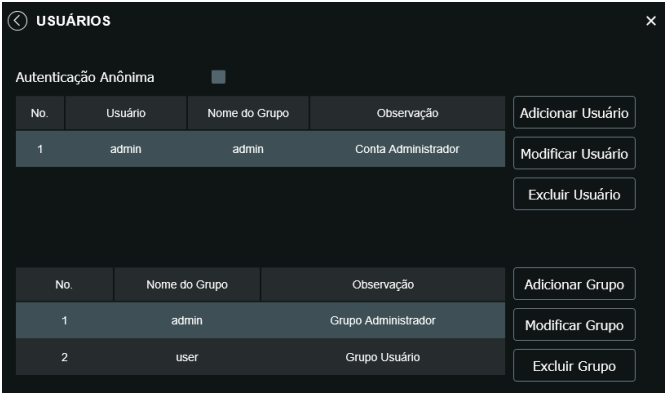 USUÁRIOS
Autenticação Anônima
No. Usuário Nome do Grupo Observação
1 admin admin Conta Administrador
Adicionar Usuário
Modificar Usuário
Excluir Usuário
No. Nome do Grupo Observação
1 admin Grupo Administrador
2 user Grupo Usuário
Adicionar Grupo
Modificar Grupo
Excluir Grupo